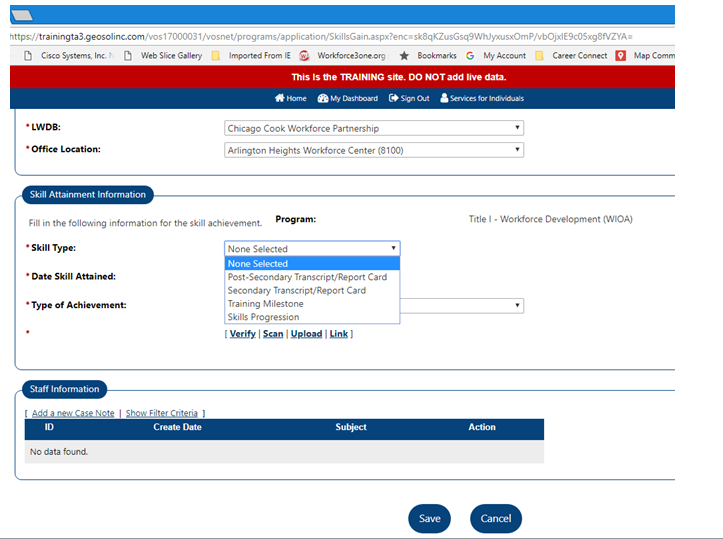 https://trainingta3.geosolinc.com/vos17000031/vosnet/programs/application/SkillsGain.aspx?enc=sk8qKZusGsq9WhJyxusxOmP/vbOjxlE9c05xg8fVZYA=
Cisco Systems, Inc. Web Slice Gallery Imported From IE Workforce3one.org Bookmarks My Account Career Connect Map Comm
This Is the TRAINING site. DO NOT add live data.
Home My Dashboard Sign Out Services for Individuals
* LWDB: Chicago Cook Workforce Partnership
* Office Location: Arlington Heights Workforce Center (8100)
Skill Attainment Information
Fill in the following information for the skill achievement. Program: Title I - Workforce Development (WIOA)
* Skill Type: None Selected
None Selected
* Date Skill Attained: Post-Secondary Transcript/Report Card
Secondary Transcript/Report Card
* Type of Achievement: Training Milestone
Skills Progression
* [ Verify | Scan | Upload | Link ]
Staff Information
[ Add a new Case Note | Show Filter Criteria ]
ID Create Date Subject Action
No data found.
Save Cancel